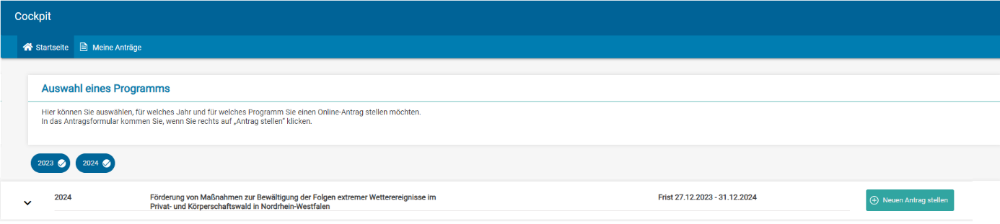 Cockpit
Startseite Meine Anträge
Auswahl eines Programms
Hier können Sie auswählen, für welches Jahr und für welches Programm Sie einen Online-Antrag stellen möchten.
In das Antragsformular kommen Sie, wenn Sie rechts auf „Antrag stellen“ klicken.
2023 2024
2024 Förderung von Maßnahmen zur Bewältigung der Folgen extremer Wetterereignisse im Frist 27.12.2023 - 31.12.2024 Neuen Antrag stellen
Privat- und Körperschaftswald in Nordrhein-Westfalen